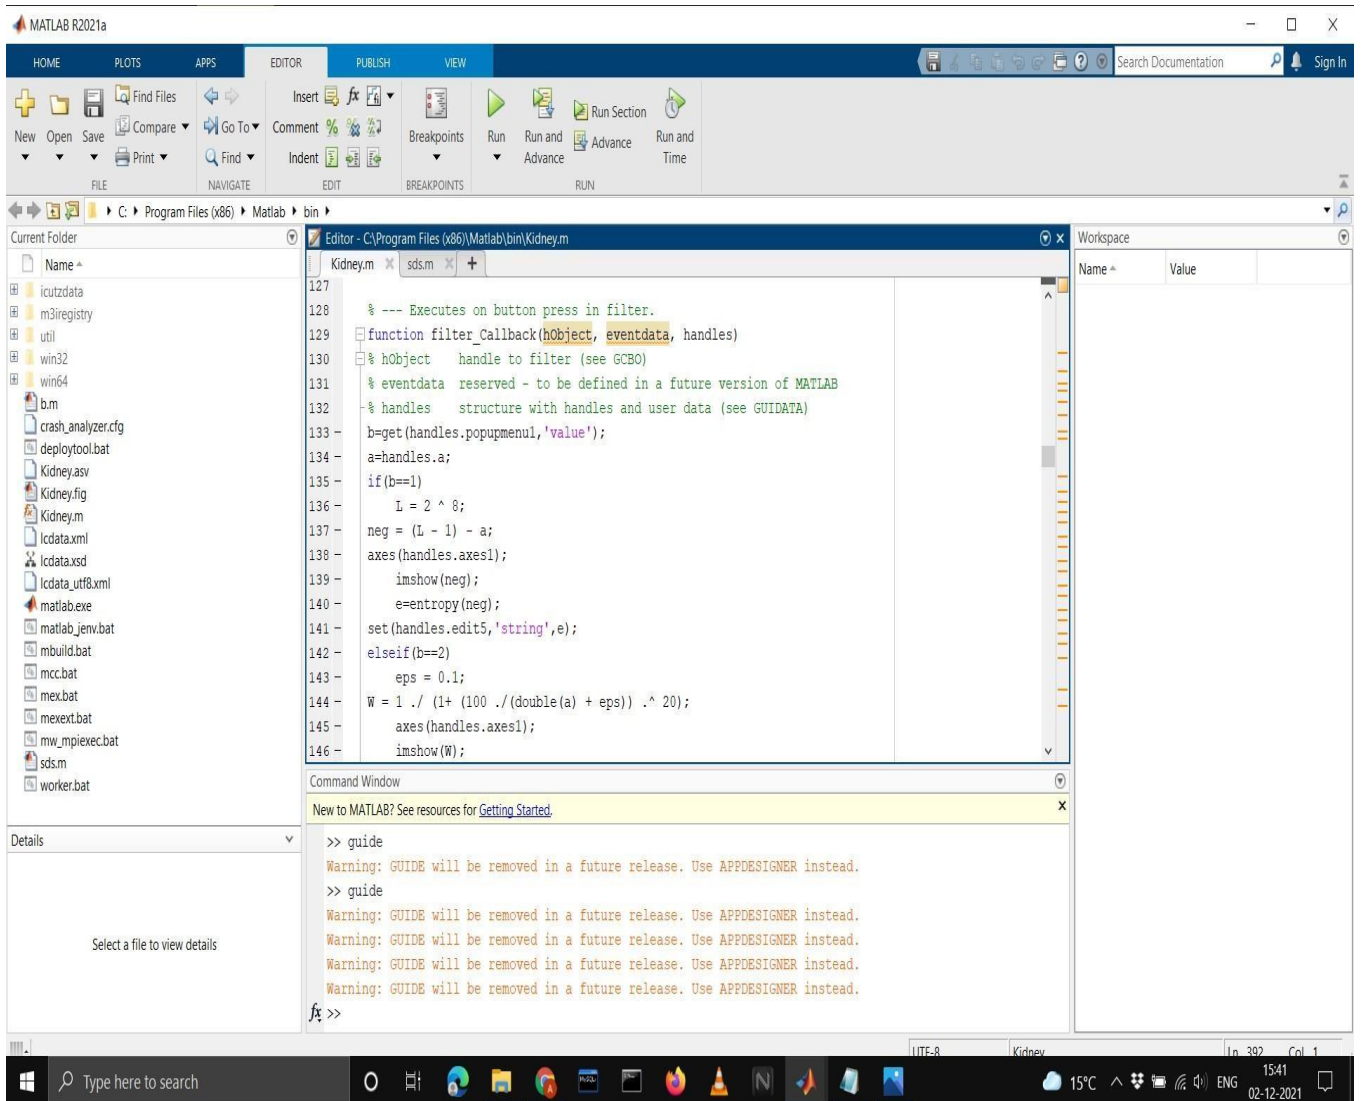 MATLAB R2021a
HOME PLOTS APPS EDITOR PUBLISH VIEW
Search Documentation
Sign In
New
Open
Save
Find Files
Compare
Print
FILE
Go To
Find
NAVIGATE
Insert
Comment
Indent
EDIT
Breakpoints
BREAKPOINTS
Run
Run and Advance
Run Section
Advance
Run and Time
RUN
C: Program Files (x86) Matlab bin
Current Folder
Name
icutzdata
m3iregistry
util
win32
win64
b.m
crash_analyzer.cfg
deploytool.bat
Kidney.asv
Kidney.fig
Kidney.m
lcdata.xml
lcdata.xsd
lcdata_utf8.xml
matlab.exe
matlab_jenv.bat
mbuild.bat
mcc.bat
mex.bat
mexext.bat
mw_mpiexec.bat
sds.m
worker.bat
Details
Select a file to view details
Editor - C:\Program Files (x86)\Matlab\bin\Kidney.m
Kidney.m sds.m
127
128 % --- Executes on button press in filter.
129 function filter_Callback(hObject, eventdata, handles)
130 % hObject    handle to filter (see GCBO)
131 % eventdata  reserved - to be defined in a future version of MATLAB
132 % handles    structure with handles and user data (see GUIDATA)
133 - b=get(handles.popupmenu1,'value');
134 - a=handles.a;
135 - if(b==1)
136 - L = 2 ^ 8;
137 - neg = (L - 1) - a;
138 - axes(handles.axes1);
139 - imshow(neg);
140 - e=entropy(neg);
141 - set(handles.edit5,'string',e);
142 - elseif(b==2)
143 - eps = 0.1;
144 - W = 1 ./ (1+ (100 ./(double(a) + eps)) .^ 20);
145 - axes(handles.axes1);
146 - imshow(W);
Command Window
New to MATLAB? See resources for Getting Started.
>> guide
Warning: GUIDE will be removed in a future release. Use APPDESIGNER instead.
>> guide
Warning: GUIDE will be removed in a future release. Use APPDESIGNER instead.
Warning: GUIDE will be removed in a future release. Use APPDESIGNER instead.
Warning: GUIDE will be removed in a future release. Use APPDESIGNER instead.
Warning: GUIDE will be removed in a future release. Use APPDESIGNER instead.
fx >>
Workspace
Name Value
UTF-8 Kidney Ln 392 Col 1
Type here to search
15°C ENG
15:41
02-12-2021